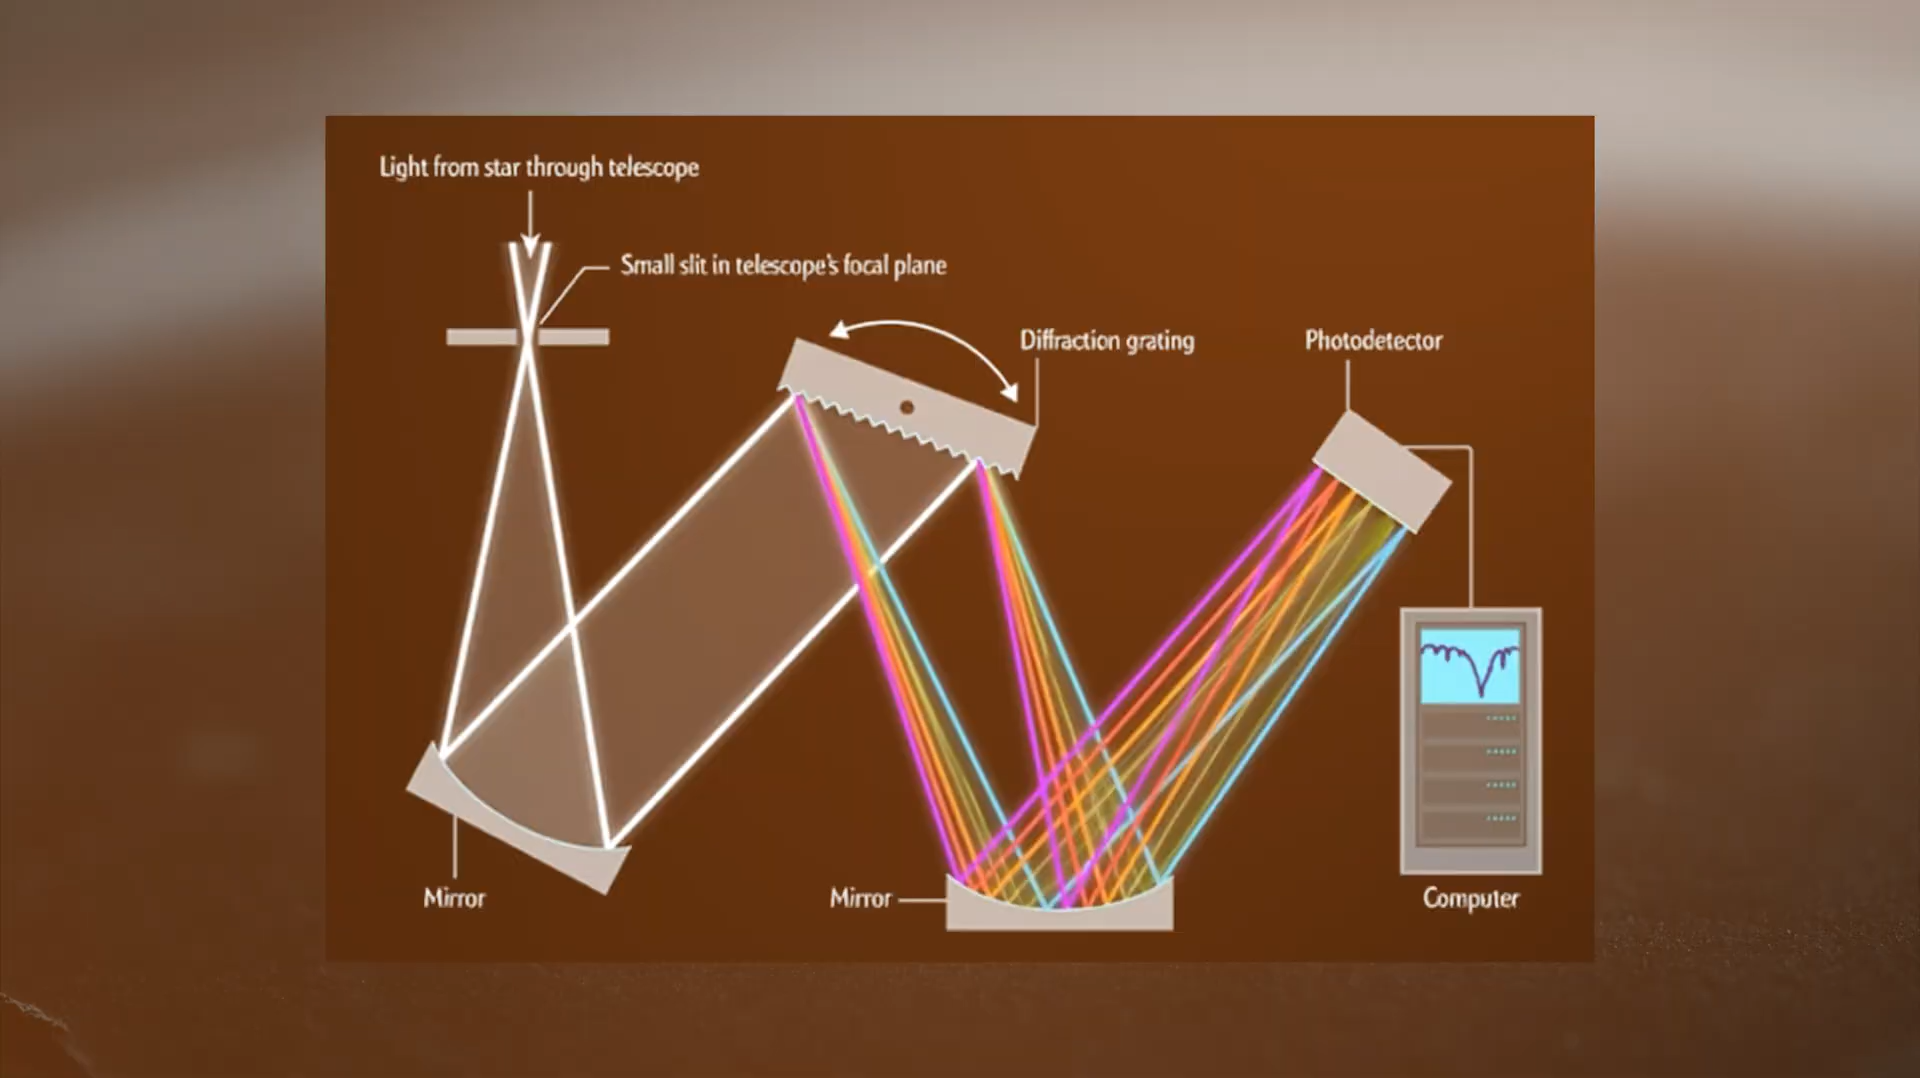 Light from star through telescope
Small slit in telescope's focal plane
Diffraction grating
Photodetector
Mirror
Mirror
Computer